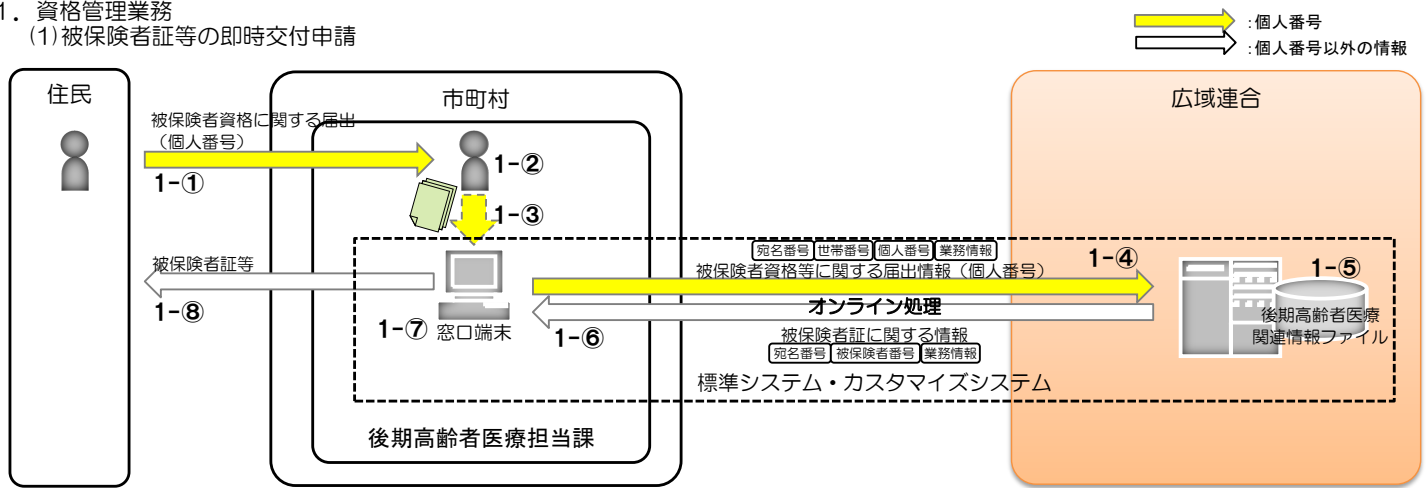 1．資格管理業務
(1)被保険者証等の即時交付申請
:個人番号
:個人番号以外の情報
住民
市町村
広域連合
被保険者資格に関する届出
（個人番号）
1-①
1-②
1-③
宛名番号 世帯番号 個人番号 業務情報
被保険者資格等に関する届出情報（個人番号）
1-④
1-⑤
被保険者証等
1-⑧
オンライン処理
1-⑦ 窓口端末
1-⑥
被保険者証に関する情報
宛名番号 被保険者番号 業務情報
後期高齢者医療
関連情報ファイル
標準システム・カスタマイズシステム
後期高齢者医療担当課